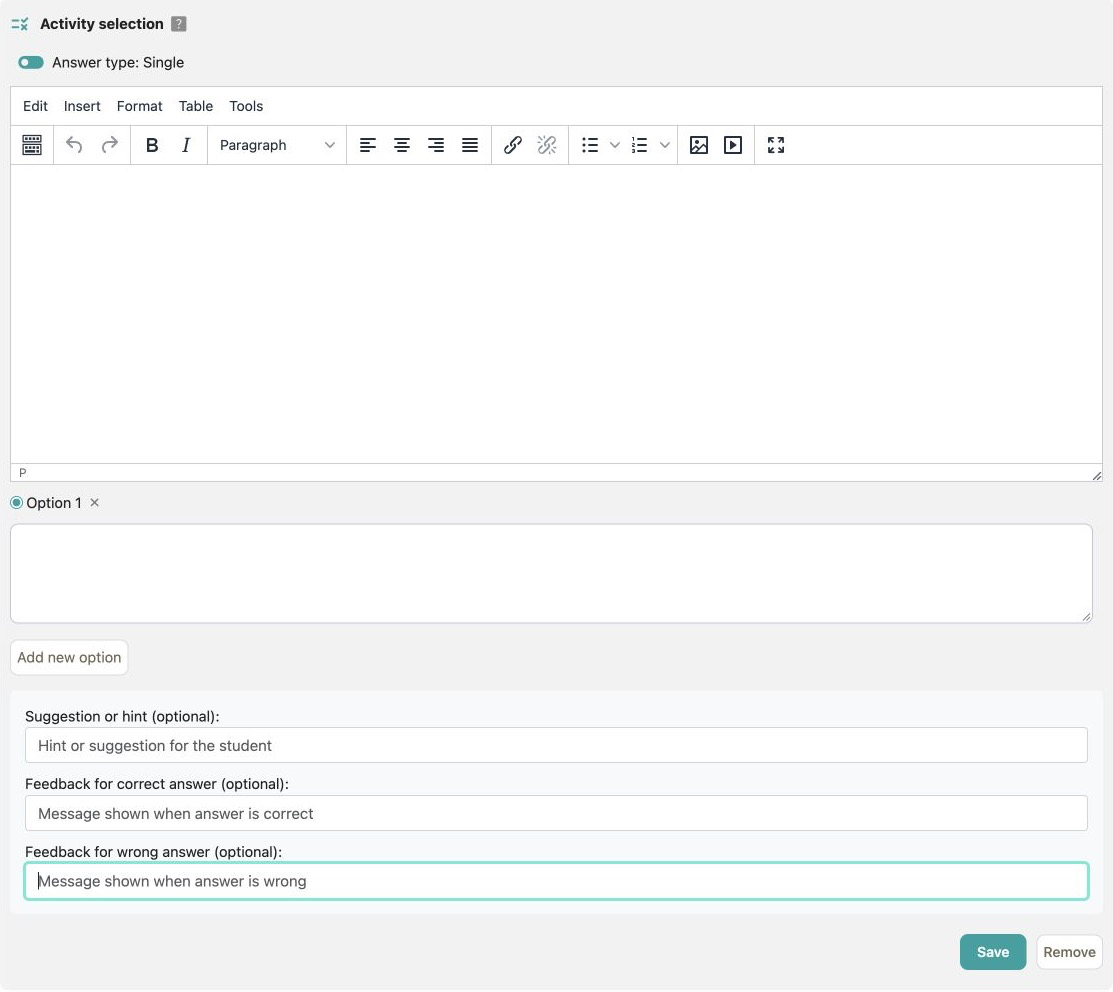 Activity selection ?
Answer type: Single
Edit Insert Format Table Tools
B I Paragraph
P
Option 1 ×
Add new option
Suggestion or hint (optional):
Hint or suggestion for the student
Feedback for correct answer (optional):
Message shown when answer is correct
Feedback for wrong answer (optional):
Message shown when answer is wrong
Save Remove